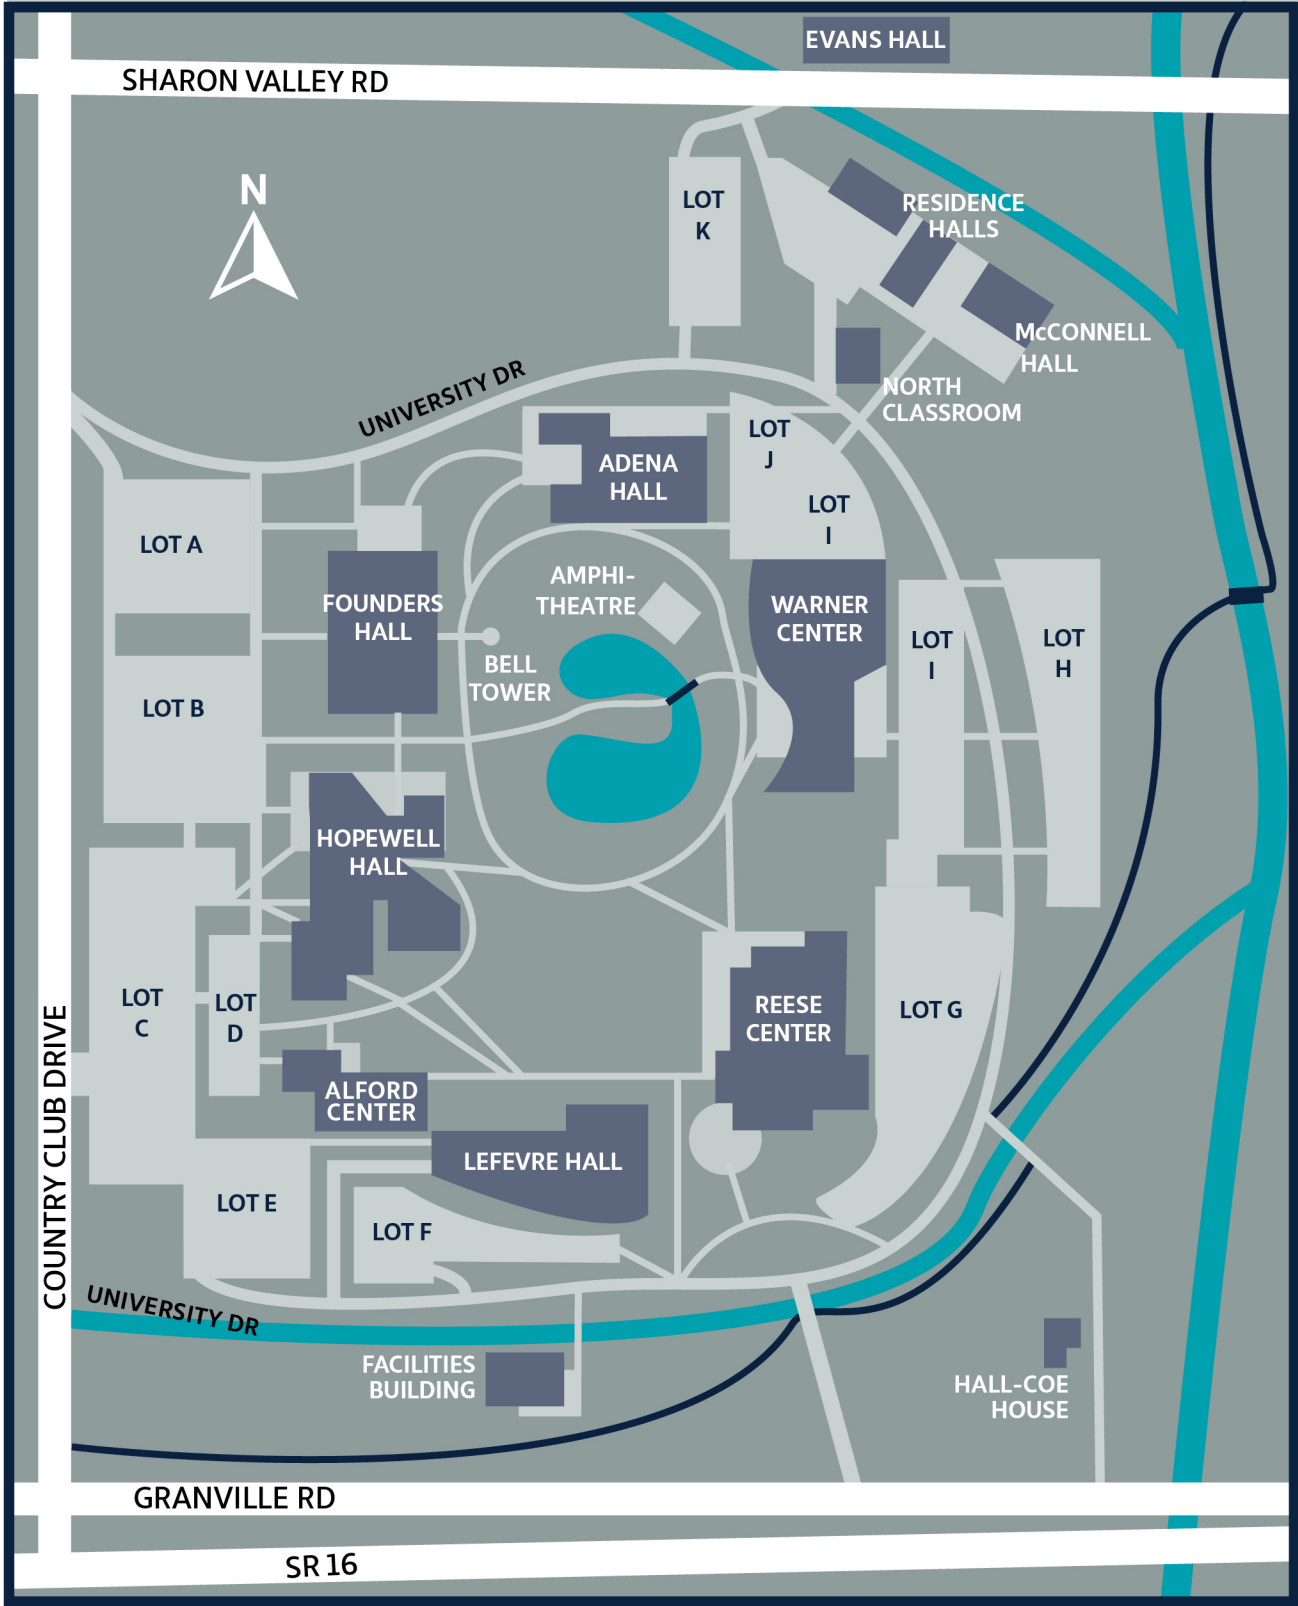 EVANS HALL
SHARON VALLEY RD
N
LOT
K
RESIDENCE
HALLS
McCONNELL
HALL
UNIVERSITY DR
NORTH
CLASSROOM
LOT
J
ADENA
HALL
LOT
I
LOT A
AMPHI-
THEATRE
FOUNDERS
HALL
WARNER
CENTER
LOT
I
LOT
H
BELL
TOWER
LOT B
HOPEWELL
HALL
LOT
C
LOT
D
REESE
CENTER
LOT G
COUNTRY CLUB DRIVE
ALFORD
CENTER
LEFEVRE HALL
LOT E
LOT F
UNIVERSITY DR
FACILITIES
BUILDING
HALL-COE
HOUSE
GRANVILLE RD
SR 16